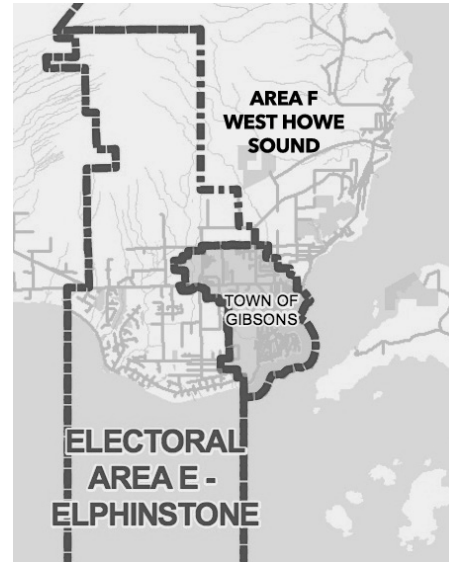 AREA F
WEST HOWE
SOUND
TOWN OF
GIBSONS
ELECTORAL
AREA E -
ELPHINSTONE